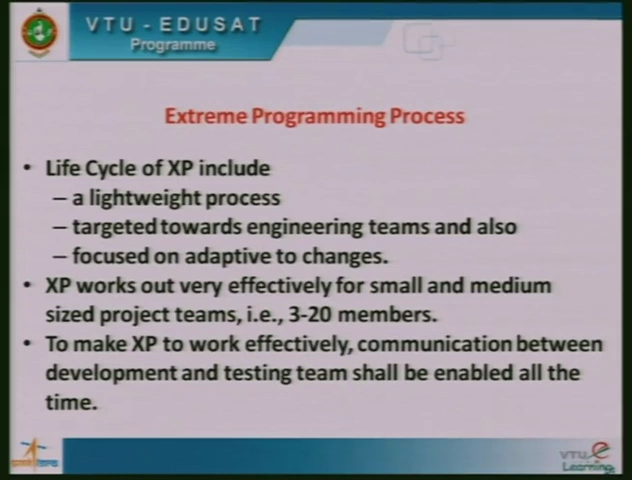 VTU - EDUSAT
Programme
Extreme Programming Process
• Life Cycle of XP include
– a lightweight process
– targeted towards engineering teams and also
– focused on adaptive to changes.
• XP works out very effectively for small and medium
sized project teams, i.e., 3-20 members.
• To make XP to work effectively, communication between
development and testing team shall be enabled all the
time.
VTU e
Learning